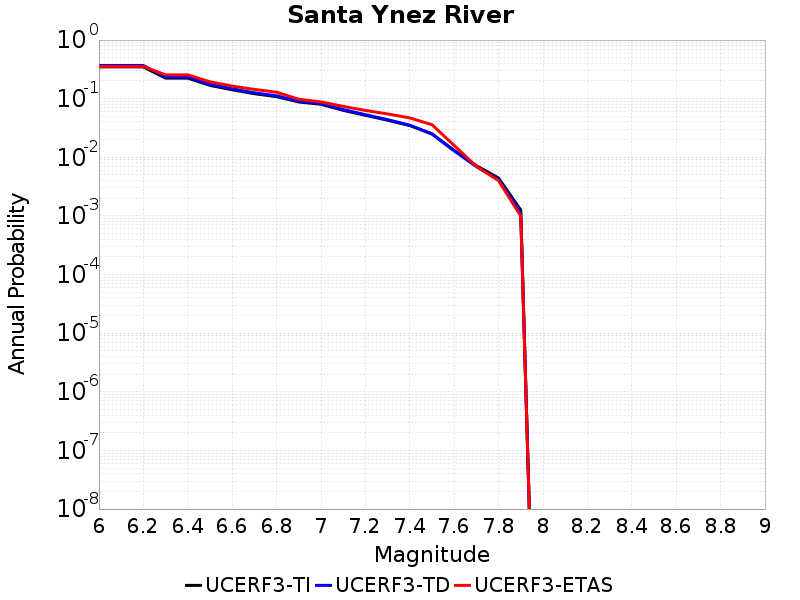 Santa Ynez River
Annual Probability
10^0
10^-1
10^-2
10^-3
10^-4
10^-5
10^-6
10^-7
10^-8
6 6.2 6.4 6.6 6.8 7 7.2 7.4 7.6 7.8 8 8.2 8.4 8.6 8.8 9
Magnitude
UCERF3-TI UCERF3-TD UCERF3-ETAS